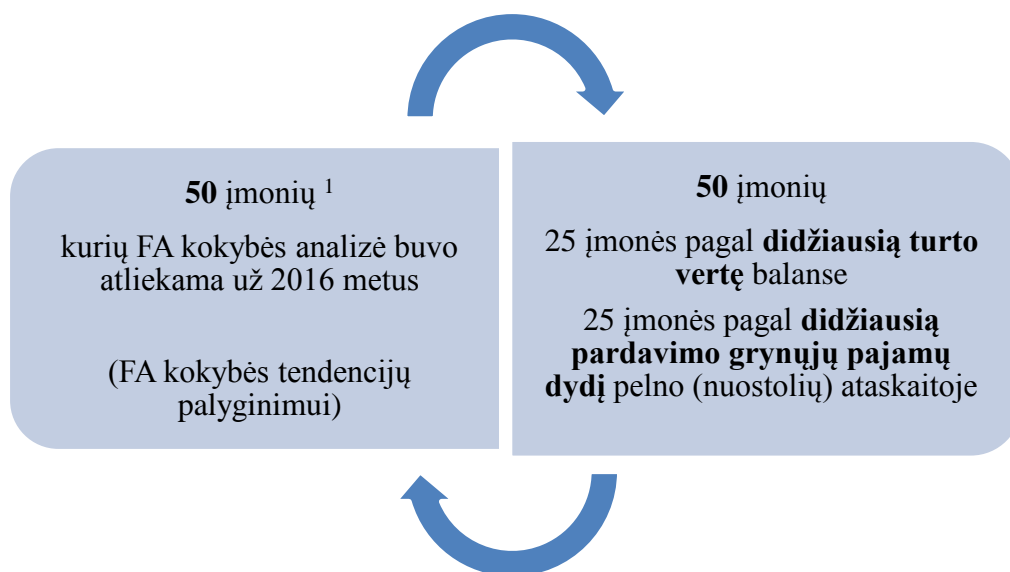 50 įmonių ¹
kurių FA kokybės analizė buvo
atliekama už 2016 metus
(FA kokybės tendencijų
palyginimui)
50 įmonių
25 įmonės pagal didžiausią turto
vertę balanse
25 įmonės pagal didžiausią
pardavimo grynųjų pajamų
dydį pelno (nuostolių) ataskaitoje